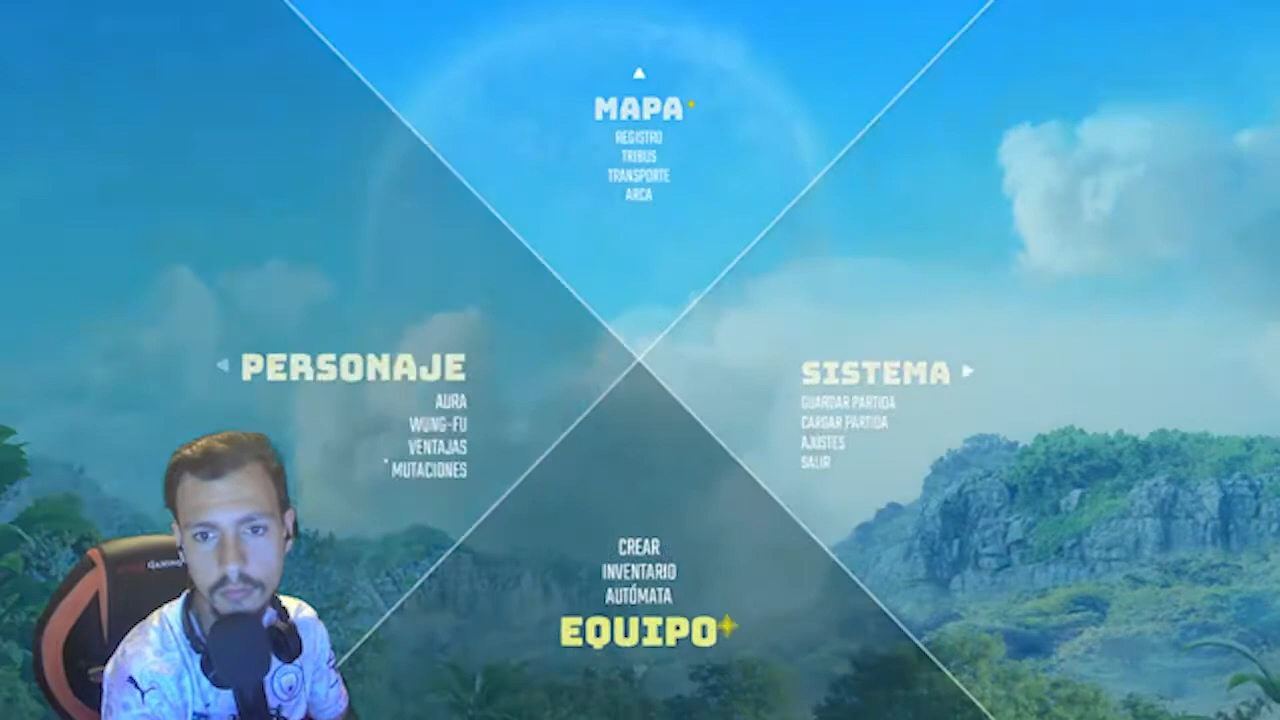 MAPA
REGISTRO
TRIBUS
TRANSPORTE
ARCA
PERSONAJE
AURA
WUNG-FU
VENTAJAS
MUTACIONES
SISTEMA
GUARDAR PARTIDA
CARGAR PARTIDA
AJUSTES
SALIR
CREAR
INVENTARIO
AUTÓMATA
EQUIPO
GAMING